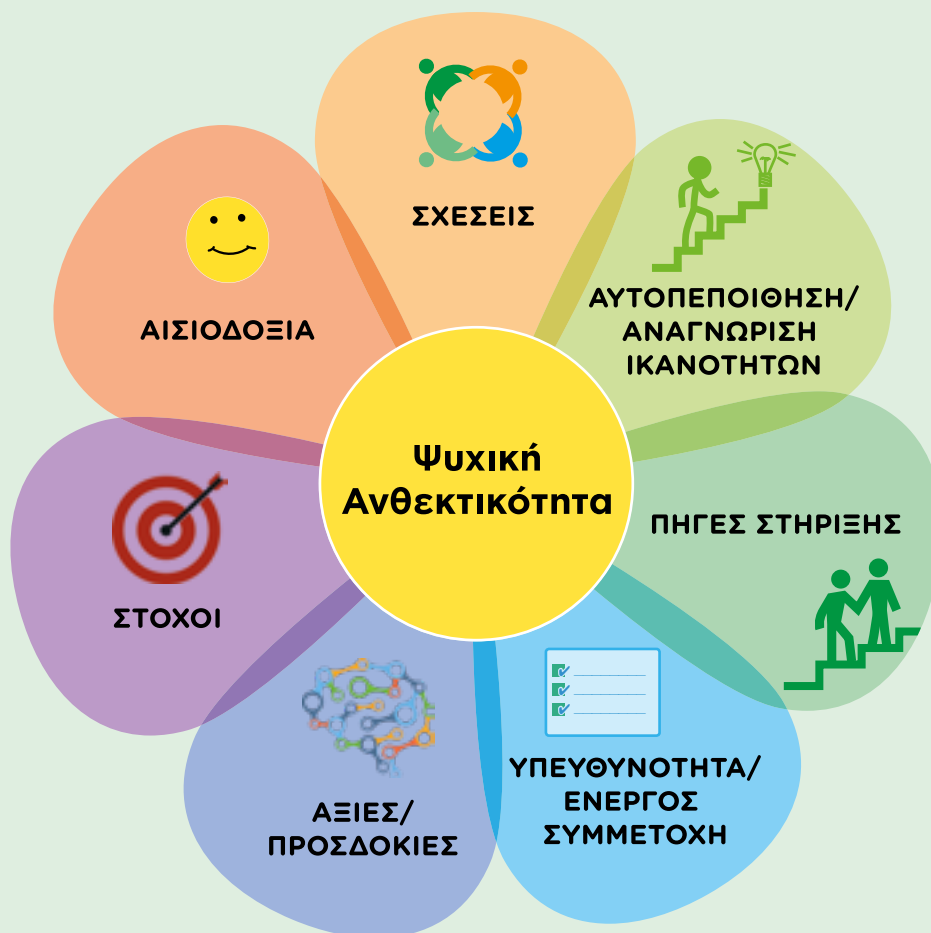 ΣΧΕΣΕΙΣ
ΑΥΤΟΠΕΠΟΙΘΗΣΗ/
ΑΝΑΓΝΩΡΙΣΗ
ΙΚΑΝΟΤΗΤΩΝ
ΠΗΓΕΣ ΣΤΗΡΙΞΗΣ
ΥΠΕΥΘΥΝΟΤΗΤΑ/
ΕΝΕΡΓΟΣ
ΣΥΜΜΕΤΟΧΗ
ΑΞΙΕΣ/
ΠΡΟΣΔΟΚΙΕΣ
ΣΤΟΧΟΙ
ΑΙΣΙΟΔΟΞΙΑ
Ψυχική
Ανθεκτικότητα